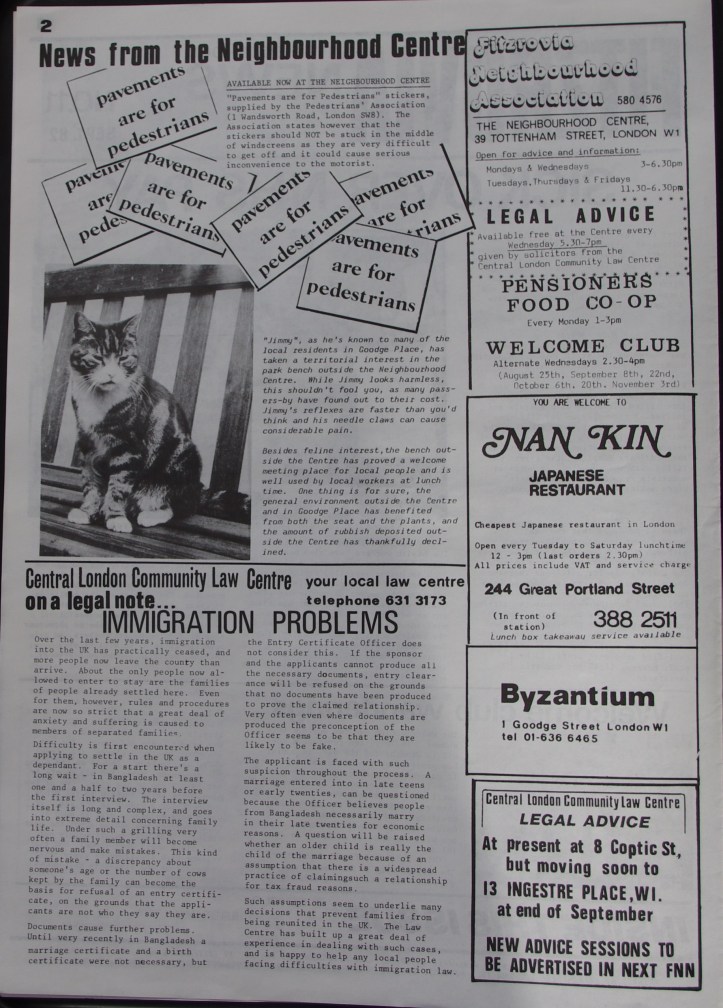 2
News from the Neighbourhood Centre
pavements
are for
pedestrians
pavements
are for
pedestrians
pavements
are for
pedestrians
pavements
are for
pedestrians
AVAILABLE NOW AT THE NEIGHBOURHOOD CENTRE
"Pavements are for Pedestrians" stickers,
supplied by the Pedestrians' Association
(1 Wandsworth Road, London SW8). The
Association states however that the
stickers should NOT be stuck in the middle
of windscreens as they are very difficult
to get off and it could cause serious
inconvenience to the motorist.
"Jimmy", as he's known to many of the
local residents in Goodge Place, has
taken a territorial interest in the
park bench outside the Neighbourhood
Centre. While Jimmy looks harmless,
this shouldn't fool you, as many pass-
ers-by have found out to their cost.
Jimmy's reflexes are faster than you'd
think and his needle claws can cause
considerable pain.
Besides feline interest, the bench out-
side the Centre has proved a welcome
meeting place for local people and is
well used by local workers at lunch
time. One thing is for sure, the
general environment outside the Centre
and in Goodge Place has benefited
from both the seat and the plants, and
the amount of rubbish deposited out-
side the Centre has thankfully decl-
ined.
Central London Community Law Centre your local law centre
on a legal note... telephone 631 3173
IMMIGRATION PROBLEMS
Over the last few years, immigration
into the UK has practically ceased, and
more people now leave the county than
arrive. About the only people now al-
lowed to enter to stay are the families
of people already settled here. Even
for them, however, rules and procedures
are now so strict that a great deal of
anxiety and suffering is caused to
members of separated families.
Difficulty is first encountered when
applying to settle in the UK as a
dependant. For a start there's a
long wait - in Bangladesh at least
one and a half to two years before
the first interview. The interview
itself is long and complex, and goes
into extreme detail concerning family
life. Under such a grilling very
often a family member will become
nervous and make mistakes. This kind
of mistake - a discrepancy about
someone's age or the number of cows
kept by the family can become the
basis for refusal of an entry certifi-
cate, on the grounds that the appli-
cants are not who they say they are.
Documents cause further problems.
Until very recently in Bangladesh a
marriage certificate and a birth
certificate were not necessary, but
the Entry Certificate Officer does
not consider this. If the sponsor
and the applicants cannot produce all
the necessary documents, entry clear-
ance will be refused on the grounds
that no documents have been produced
to prove the claimed relationship.
Very often even where documents are
produced the preconception of the
Officer seems to be that they are
likely to be fake.
The applicant is faced with such
suspicion throughout the process. A
marriage entered into in late teens
or early twenties, can be questioned
because the Officer believes people
from Bangladesh necessarily marry
in their late twenties for economic
reasons. A question will be raised
whether an older child is really the
child of the marriage because of an
assumption that there is a widespread
practice of claimingsuch a relationship
for tax fraud reasons.
Such assumptions seem to underlie many
decisions that prevent families from
being reunited in the UK. The Law
Centre has built up a great deal of
experience in dealing with such cases,
and is happy to help any local people
facing difficulties with immigration law.
Fitzrovia
Neighbourhood
Association 580 4576
THE NEIGHBOURHOOD CENTRE,
39 TOTTENHAM STREET, LONDON W1
Open for advice and information:
Mondays & Wednesdays 3-6.30pm
Tuesdays,Thursdays & Fridays
11.30-6.30pm
LEGAL ADVICE
Available free at the Centre every
Wednesday 5.30-7pm
given by solicitors from the
Central London Community Law Centre
PENSIONERS
FOOD CO-OP
Every Monday 1-3pm
WELCOME CLUB
Alternate Wednesdays 2.30-4pm
(August 25th, September 8th, 22nd,
October 6th, 20th. November 3rd)
YOU ARE WELCOME TO
NAN KIN
JAPANESE
RESTAURANT
Cheapest Japanese restaurant in London
Open every Tuesday to Saturday lunchtime
12 - 3pm (last orders 2.30pm)
All prices include VAT and service charge
244 Great Portland Street
(In front of
station) 388 2511
Lunch box takeaway service available
Byzantium
1 Goodge Street London W1
tel 01-636 6465
Central London Community Law Centre
LEGAL ADVICE
At present at 8 Coptic St,
but moving soon to
13 INGESTRE PLACE,W1.
at end of September
NEW ADVICE SESSIONS TO
BE ADVERTISED IN NEXT FNN